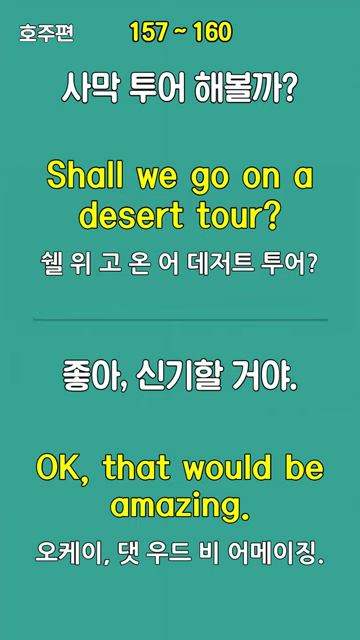 호주편
157 ~ 160
사막 투어 해볼까?
Shall we go on a
desert tour?
쉘 위 고 온 어 데저트 투어?
좋아, 신기할 거야.
OK, that would be
amazing.
오케이, 댓 우드 비 어메이징.